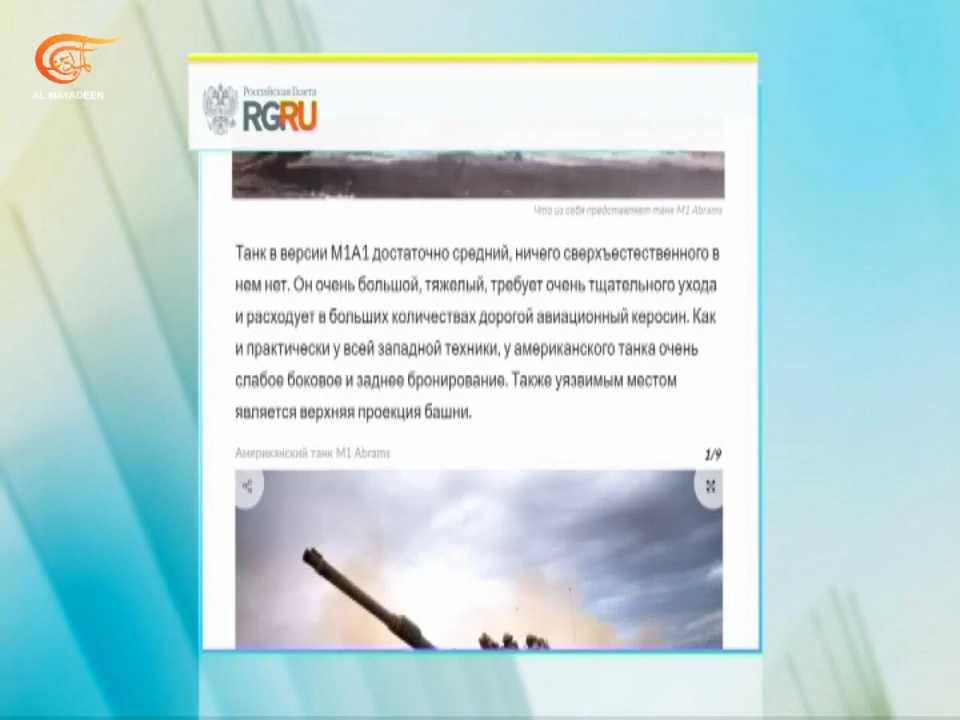 AL MAYADEEN
Российская Газета
RGRU
Что из себя представляет танк M1 Abrams
Танк в версии М1А1 достаточно средний, ничего сверхъестественного в
нем нет. Он очень большой, тяжелый, требует очень тщательного ухода
и расходует в больших количествах дорогой авиационный керосин. Как
и практически у всей западной техники, у американского танка очень
слабое боковое и заднее бронирование. Также уязвимым местом
является верхняя проекция башни.
Американский танк M1 Abrams
1/9